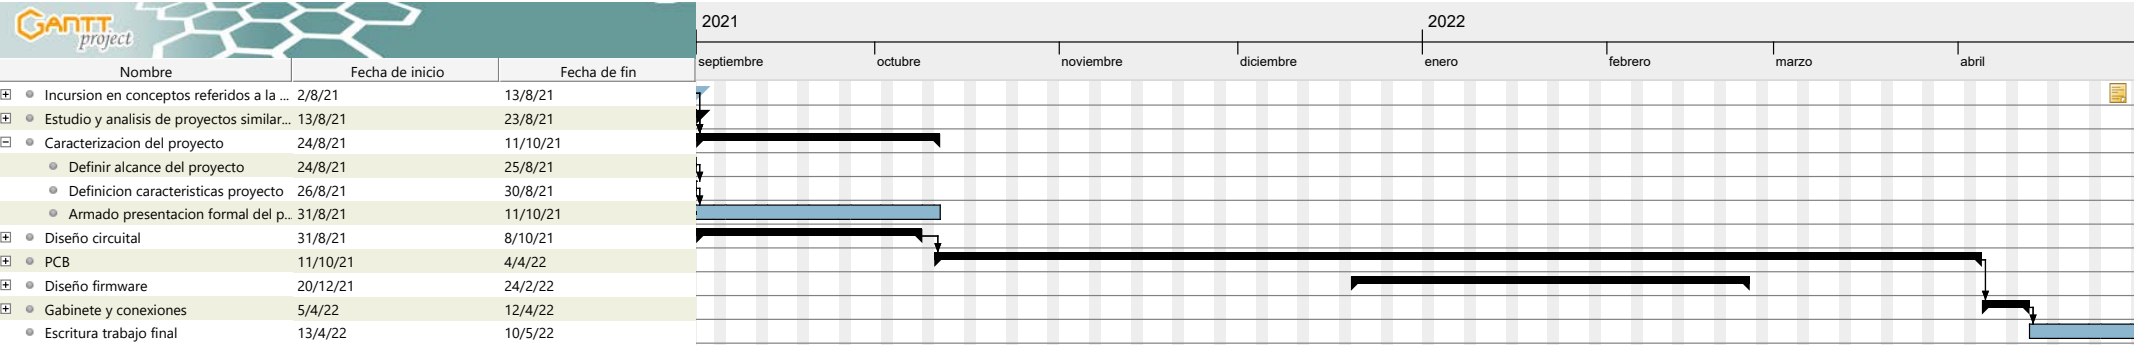 GANTT project
2021 2022
septiembre octubre noviembre diciembre enero febrero marzo abril
Nombre Fecha de inicio Fecha de fin
Incursion en conceptos referidos a la ... 2/8/21 13/8/21
Estudio y analisis de proyectos similar... 13/8/21 23/8/21
Caracterizacion del proyecto 24/8/21 11/10/21
Definir alcance del proyecto 24/8/21 25/8/21
Definicion caracteristicas proyecto 26/8/21 30/8/21
Armado presentacion formal del p... 31/8/21 11/10/21
Diseño circuital 31/8/21 8/10/21
PCB 11/10/21 4/4/22
Diseño firmware 20/12/21 24/2/22
Gabinete y conexiones 5/4/22 12/4/22
Escritura trabajo final 13/4/22 10/5/22